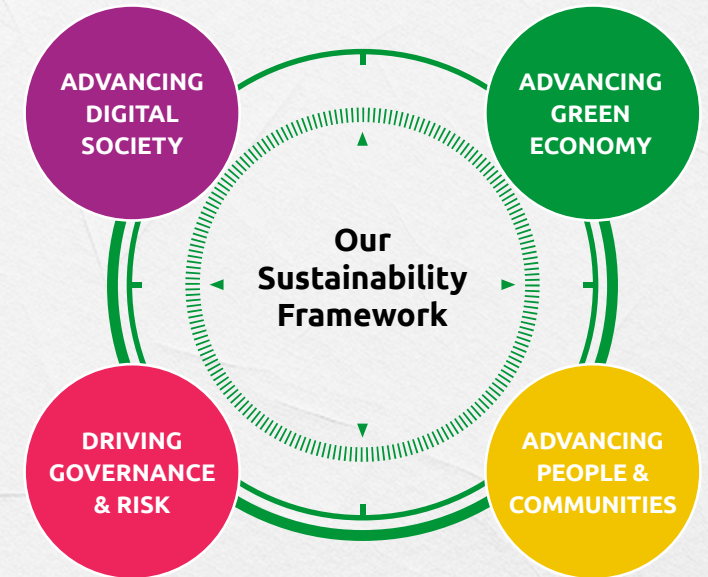 ADVANCING
DIGITAL
SOCIETY
ADVANCING
GREEN
ECONOMY
Our
Sustainability
Framework
DRIVING
GOVERNANCE
& RISK
ADVANCING
PEOPLE &
COMMUNITIES